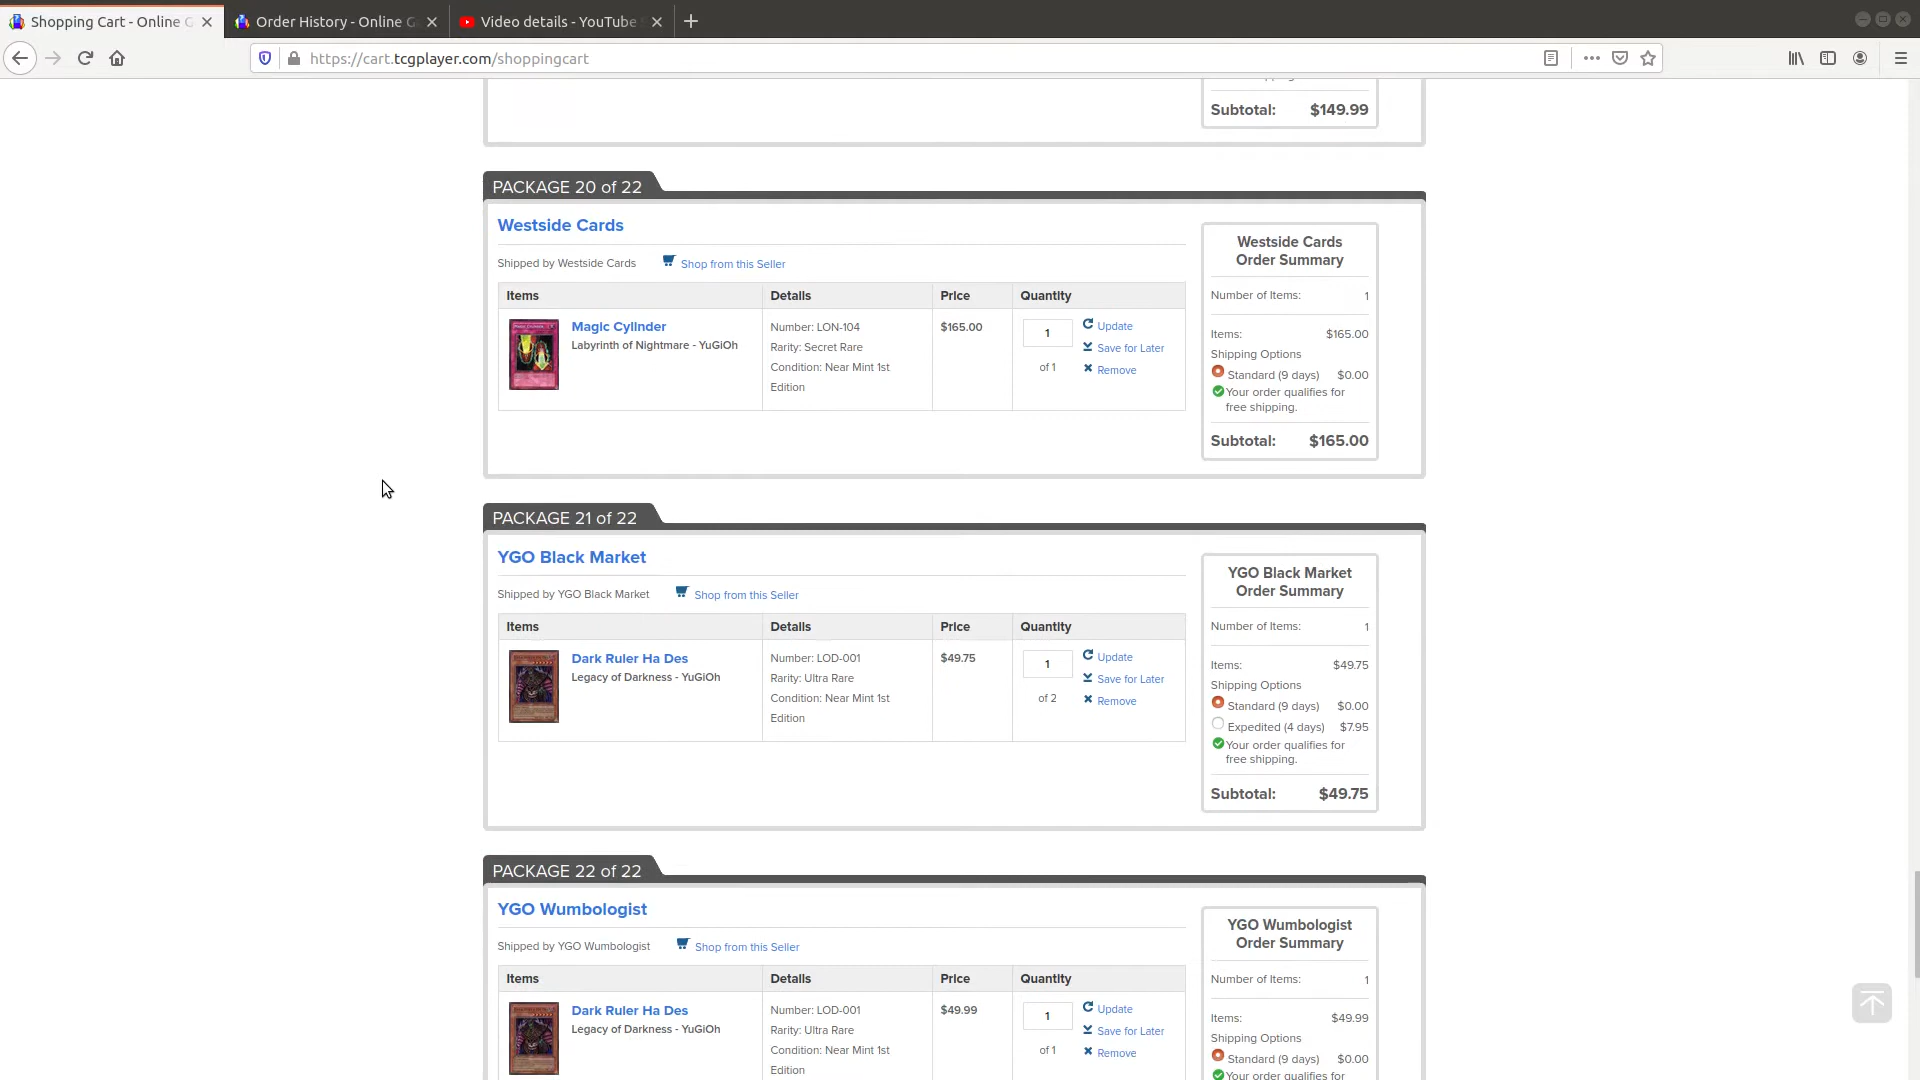 Shopping Cart - Online G
Order History - Online G
Video details - YouTube S
https://cart.tcgplayer.com/shoppingcart
Subtotal: $149.99
PACKAGE 20 of 22
Westside Cards
Shipped by Westside Cards Shop from this Seller
Items Details Price Quantity
Magic Cylinder
Labyrinth of Nightmare - YuGiOh
Number: LON-104
Rarity: Secret Rare
Condition: Near Mint 1st
Edition
$165.00
1
of 1
Update
Save for Later
Remove
Westside Cards
Order Summary
Number of Items: 1
Items: $165.00
Shipping Options
Standard (9 days) $0.00
Your order qualifies for
free shipping.
Subtotal: $165.00
PACKAGE 21 of 22
YGO Black Market
Shipped by YGO Black Market Shop from this Seller
Items Details Price Quantity
Dark Ruler Ha Des
Legacy of Darkness - YuGiOh
Number: LOD-001
Rarity: Ultra Rare
Condition: Near Mint 1st
Edition
$49.75
1
of 2
Update
Save for Later
Remove
YGO Black Market
Order Summary
Number of Items: 1
Items: $49.75
Shipping Options
Standard (9 days) $0.00
Expedited (4 days) $7.95
Your order qualifies for
free shipping.
Subtotal: $49.75
PACKAGE 22 of 22
YGO Wumbologist
Shipped by YGO Wumbologist Shop from this Seller
Items Details Price Quantity
Dark Ruler Ha Des
Legacy of Darkness - YuGiOh
Number: LOD-001
Rarity: Ultra Rare
Condition: Near Mint 1st
Edition
$49.99
1
of 1
Update
Save for Later
Remove
YGO Wumbologist
Order Summary
Number of Items: 1
Items: $49.99
Shipping Options
Standard (9 days) $0.00
Your order qualifies for